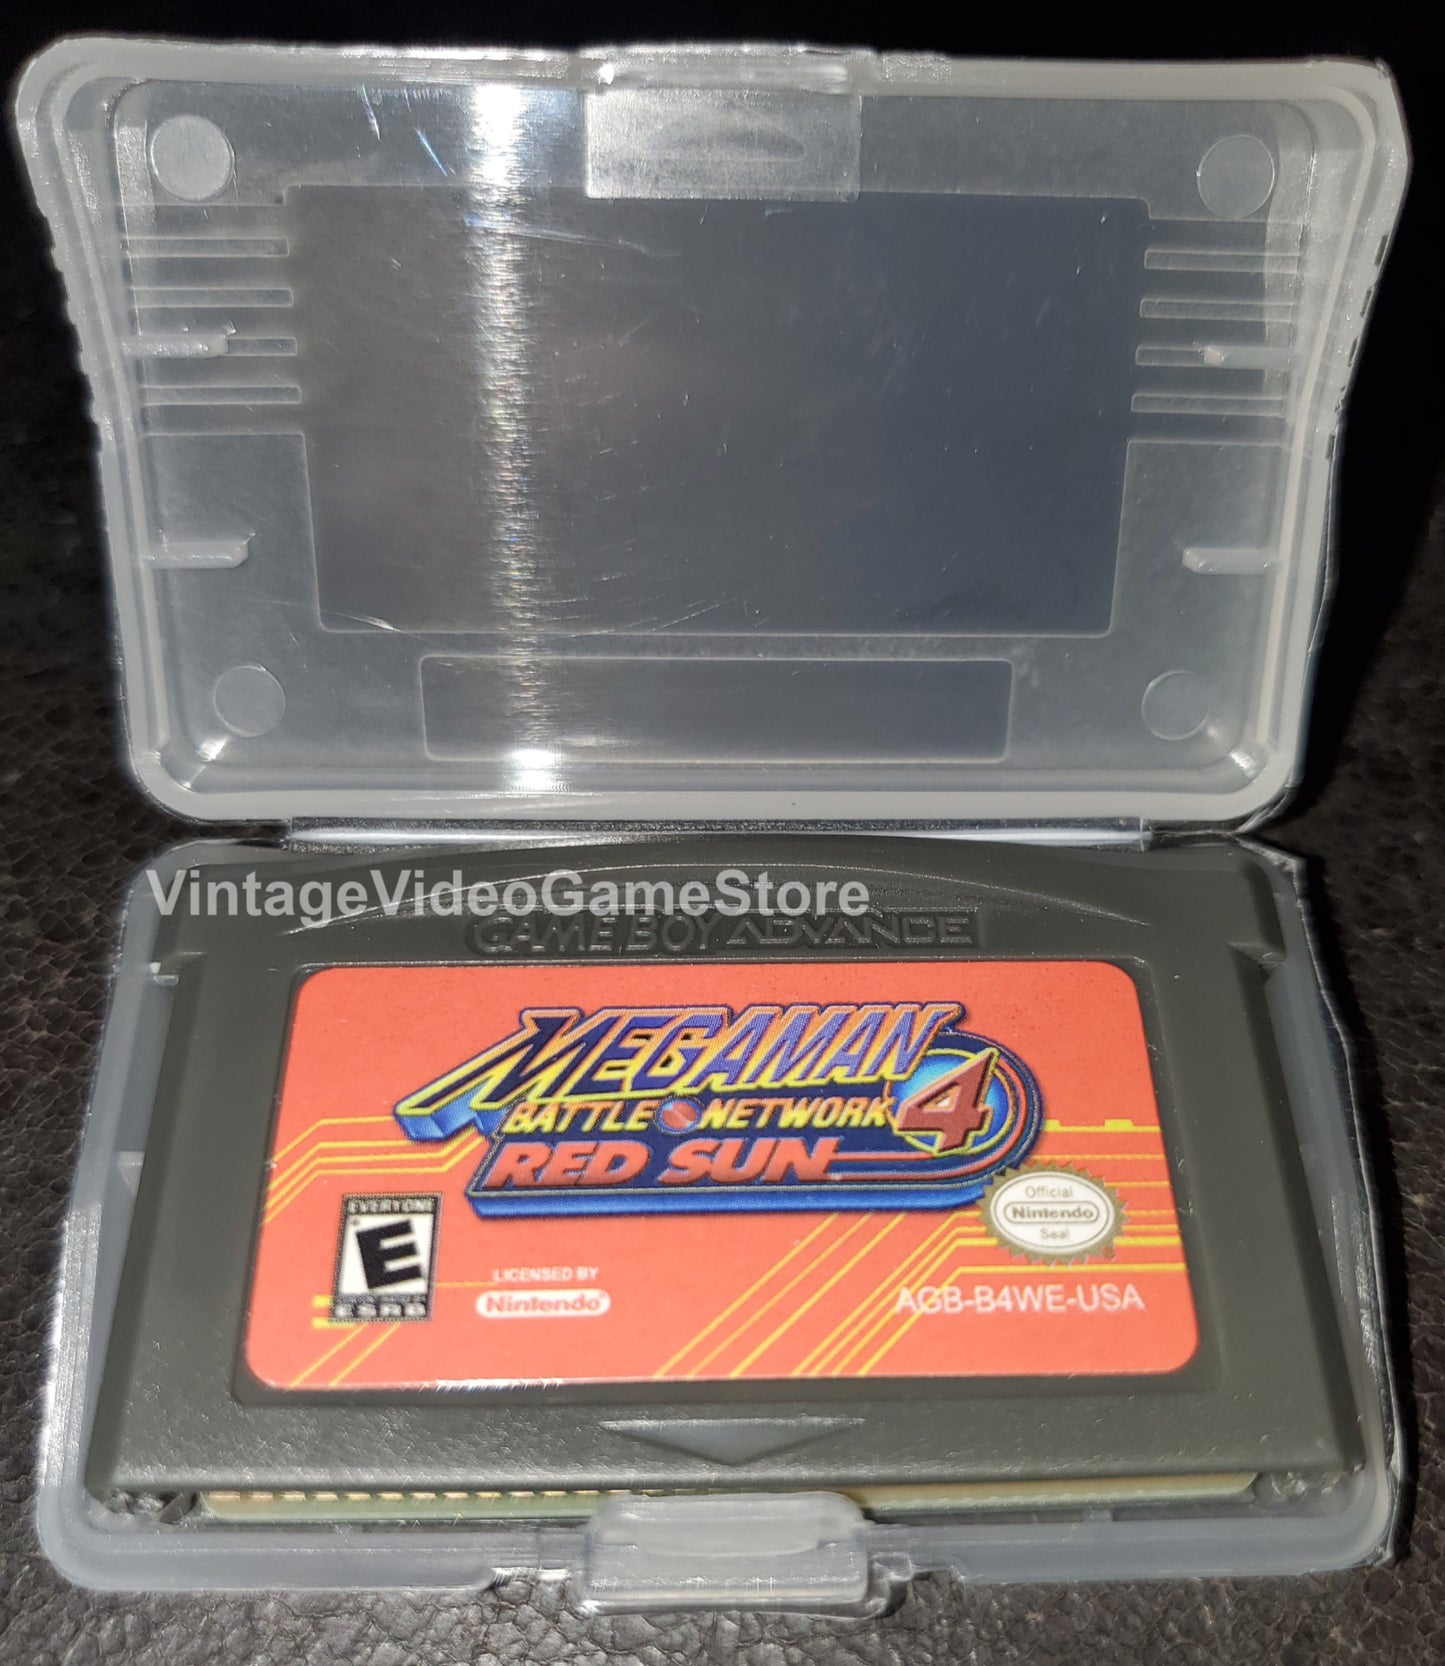 VintageVideoGameStore
GAME BOY ADVANCE
MEGAMAN
BATTLE NETWORK 4
RED SUN
EVERYONE
E
ESRB
LICENSED BY
Nintendo
Official
Nintendo
Seal
AGB-B4WE-USA